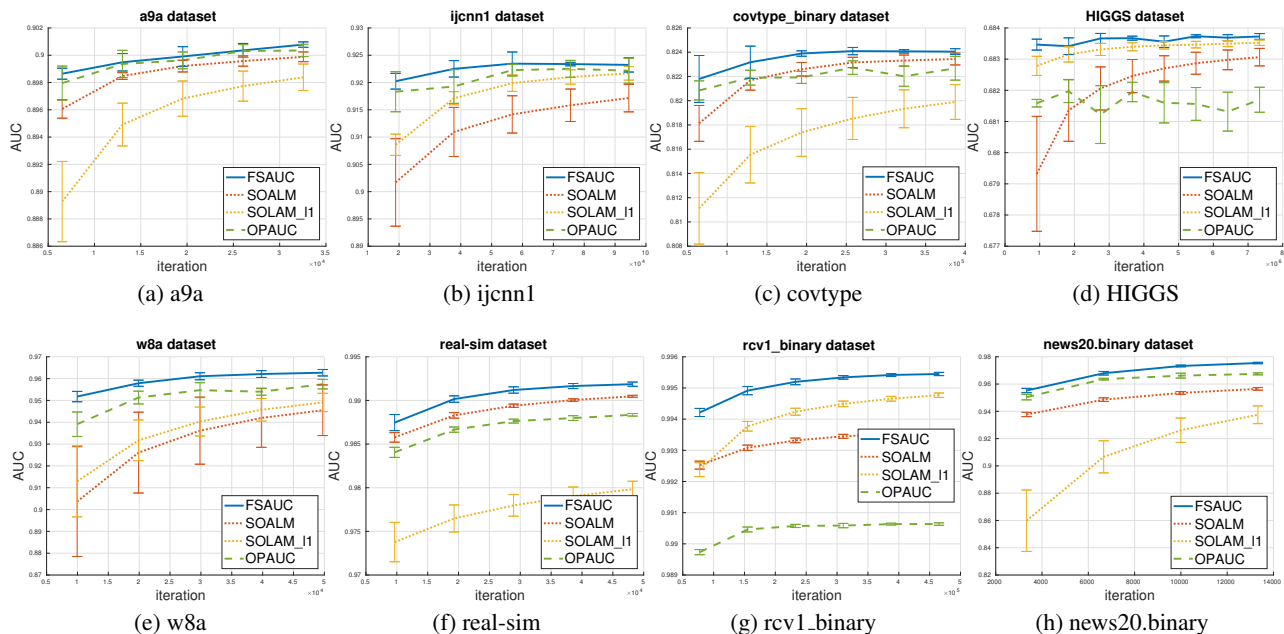 a9a dataset
0.902
0.9
0.898
0.896
0.894
0.892
0.89
0.888
0.886
AUC
FSAUC
SOALM
SOLAM_l1
OPAUC
0.5 1 1.5 2 2.5 3 3.5
×10⁴
iteration
(a) a9a
ijcnn1 dataset
0.93
0.925
0.92
0.915
0.91
0.905
0.9
0.895
0.89
AUC
FSAUC
SOALM
SOLAM_l1
OPAUC
1 2 3 4 5 6 7 8 9 10
×10⁴
iteration
(b) ijcnn1
covtype_binary dataset
0.828
0.826
0.824
0.822
0.82
0.818
0.816
0.814
0.812
0.81
0.808
AUC
FSAUC
SOALM
SOLAM_l1
OPAUC
0.5 1 1.5 2 2.5 3 3.5 4
×10⁵
iteration
(c) covtype
HIGGS dataset
0.685
0.684
0.683
0.682
0.681
0.68
0.679
0.678
0.677
AUC
FSAUC
SOALM
SOLAM_l1
OPAUC
0 1 2 3 4 5 6 7 8
×10⁶
iteration
(d) HIGGS
w8a dataset
0.97
0.96
0.95
0.94
0.93
0.92
0.91
0.9
0.89
0.88
0.87
AUC
FSAUC
SOALM
SOLAM_l1
OPAUC
0.5 1 1.5 2 2.5 3 3.5 4 4.5 5
×10⁴
iteration
(e) w8a
real-sim dataset
0.995
0.99
0.985
0.98
0.975
0.97
AUC
FSAUC
SOALM
SOLAM_l1
OPAUC
0.5 1 1.5 2 2.5 3 3.5 4 4.5 5
×10⁴
iteration
(f) real-sim
rcv1_binary dataset
0.996
0.995
0.994
0.993
0.992
0.991
0.99
0.989
AUC
FSAUC
SOALM
SOLAM_l1
OPAUC
0.5 1 1.5 2 2.5 3 3.5 4 4.5 5
×10⁵
iteration
(g) rcv1_binary
news20.binary dataset
0.98
0.96
0.94
0.92
0.9
0.88
0.86
0.84
0.82
AUC
FSAUC
SOALM
SOLAM_l1
OPAUC
4000 6000 8000 10000 12000 14000
iteration
(h) news20.binary